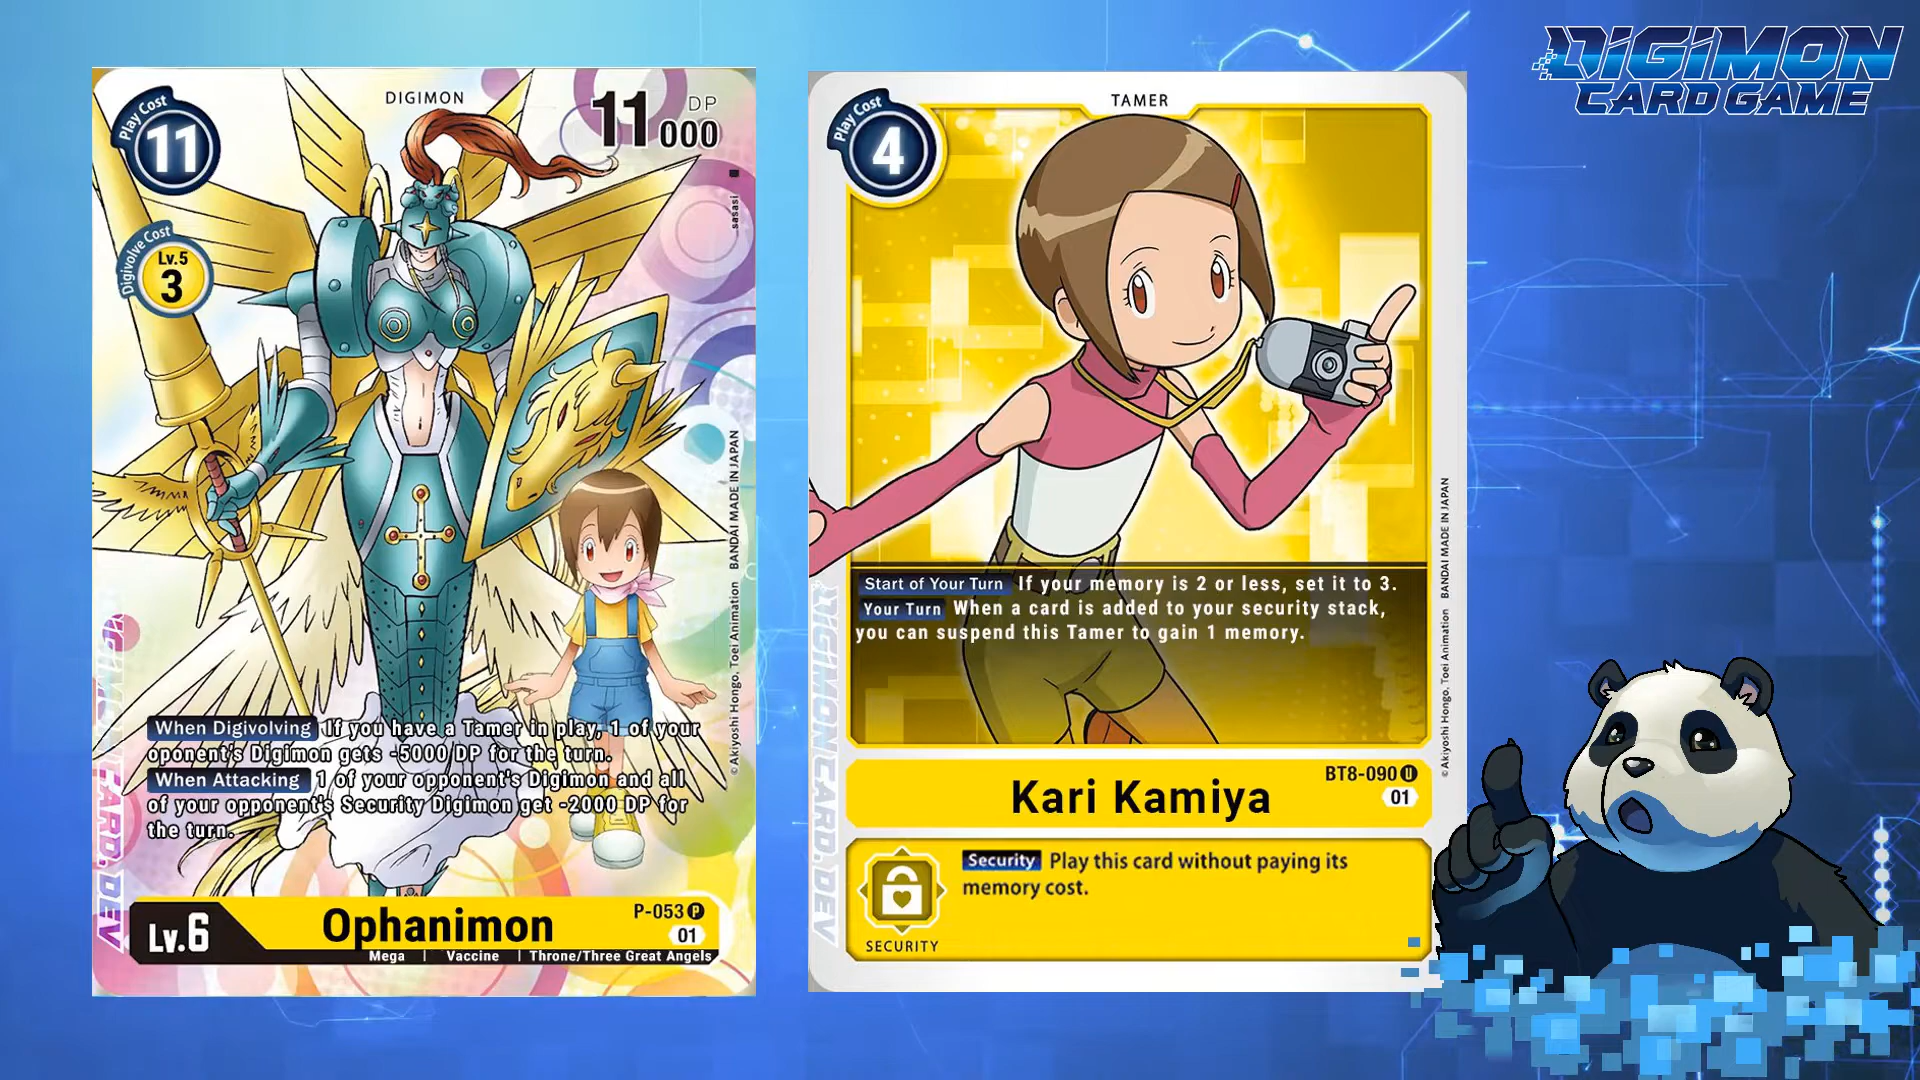 DIGIMON
CARD GAME
Play Cost
11
DIGIMON
11000
DP
Digivolve Cost
Lv.5
3
sasasi
When Digivolving If you have a Tamer in play, 1 of your
oponent's Digimon gets -5000 DP for the turn.
When Attacking 1 of your opponent's Digimon and all
of your opponent's Security Digimon get -2000 DP for
the turn.
©Akiyoshi Hongo, Toei Animation BANDAI MADE IN JAPAN
DIGIMONCARD.DEV
Lv.6
Ophanimon
P-053 P
01
Mega | Vaccine | Throne/Three Great Angels
Play Cost
4
TAMER
Start of Your Turn If your memory is 2 or less, set it to 3.
Your Turn When a card is added to your security stack,
you can suspend this Tamer to gain 1 memory.
©Akiyoshi Hongo, Toei Animation BANDAI MADE IN JAPAN
DIGIMONCARD.DEV
Kari Kamiya
BT8-090 U
01
Security Play this card without paying its
memory cost.
SECURITY